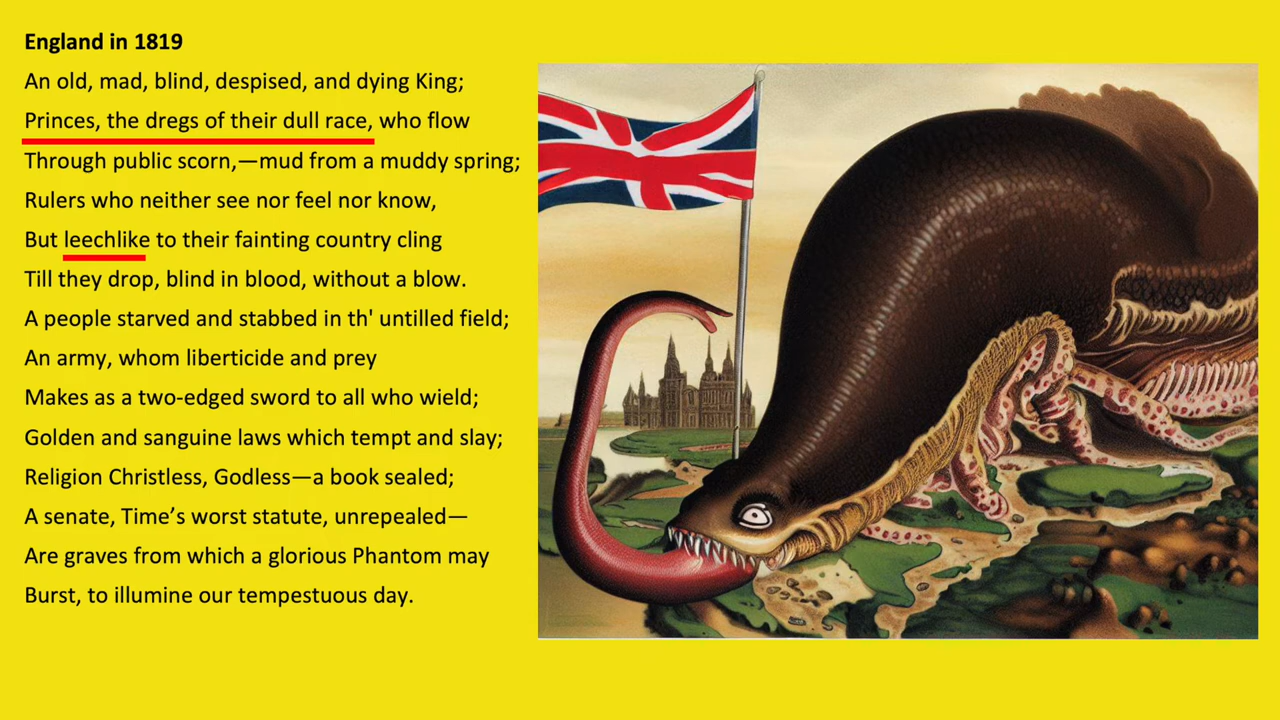 England in 1819
An old, mad, blind, despised, and dying King;
Princes, the dregs of their dull race, who flow
Through public scorn,—mud from a muddy spring;
Rulers who neither see nor feel nor know,
But leechlike to their fainting country cling
Till they drop, blind in blood, without a blow.
A people starved and stabbed in th' untilled field;
An army, whom liberticide and prey
Makes as a two-edged sword to all who wield;
Golden and sanguine laws which tempt and slay;
Religion Christless, Godless—a book sealed;
A senate, Time’s worst statute, unrepealed—
Are graves from which a glorious Phantom may
Burst, to illumine our tempestuous day.